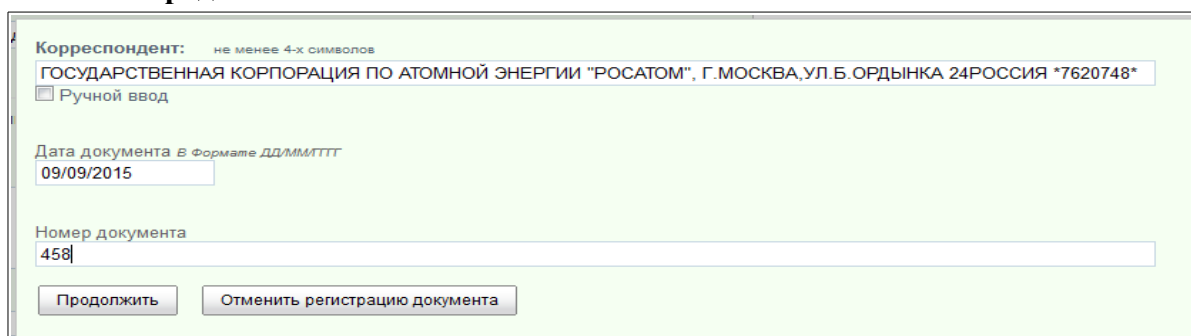 Корреспондент: не менее 4-х символов
ГОСУДАРСТВЕННАЯ КОРПОРАЦИЯ ПО АТОМНОЙ ЭНЕРГИИ "РОСАТОМ", Г.МОСКВА,УЛ.Б.ОРДЫНКА 24РОССИЯ *7620748*
Ручной ввод
Дата документа в Формате ДД/ММ/ГГГГ
09/09/2015
Номер документа
458
Продолжить Отменить регистрацию документа